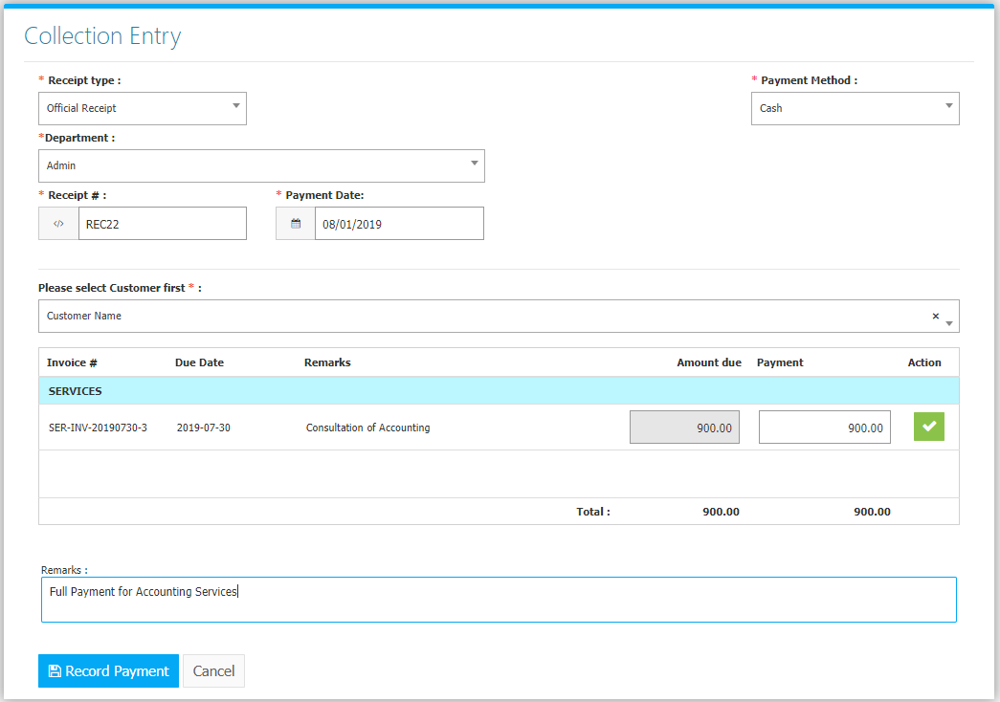 Collection Entry
* Receipt type :
* Payment Method :
Official Receipt
Cash
*Department :
Admin
* Receipt # :
* Payment Date:
</> REC22
08/01/2019
Please select Customer first * :
Customer Name ×
Invoice # Due Date Remarks Amount due Payment Action
SERVICES
SER-INV-20190730-3 2019-07-30 Consultation of Accounting 900.00 900.00
Total : 900.00 900.00
Remarks :
Full Payment for Accounting Services
Record Payment Cancel